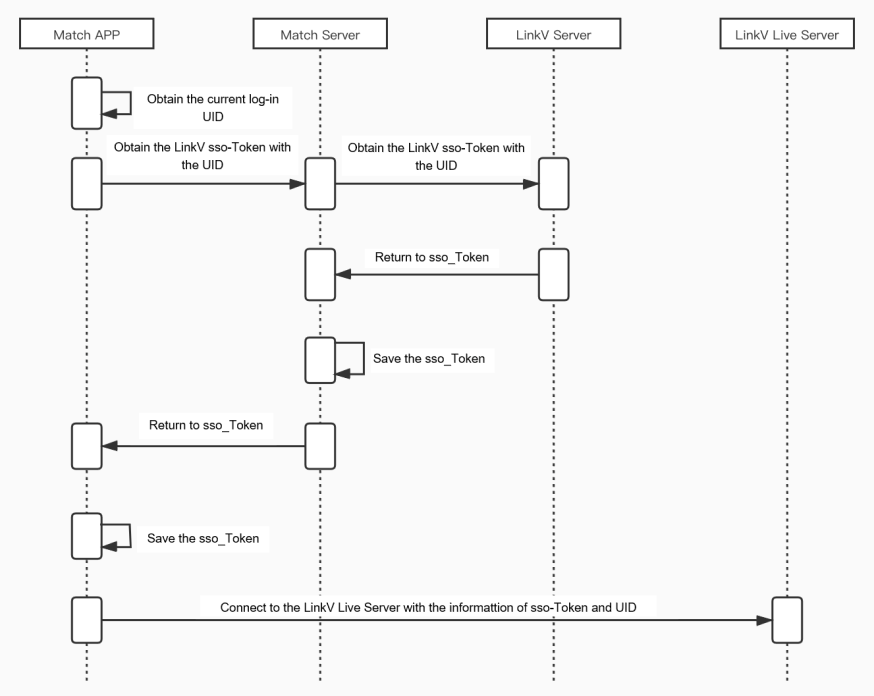 Match APP
Match Server
LinkV Server
LinkV Live Server
Obtain the current log-in
UID
Obtain the LinkV sso-Token with
the UID
Obtain the LinkV sso-Token with
the UID
Return to sso_Token
Save the sso_Token
Return to sso_Token
Save the sso_Token
Connect to the LinkV Live Server with the informattion of sso-Token and UID